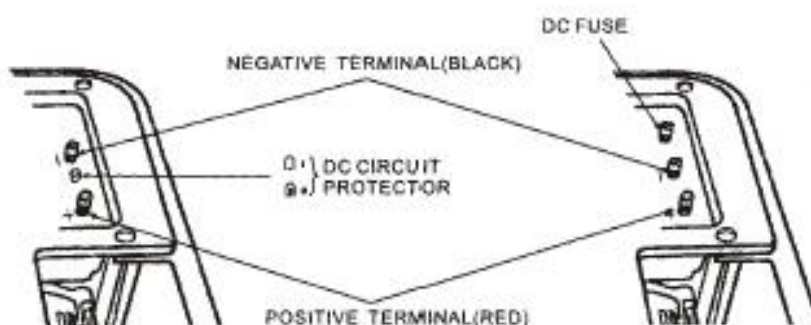 DC FUSE
NEGATIVE TERMINAL(BLACK)
DC CIRCUIT
PROTECTOR
POSITIVE TERMINAL(RED)